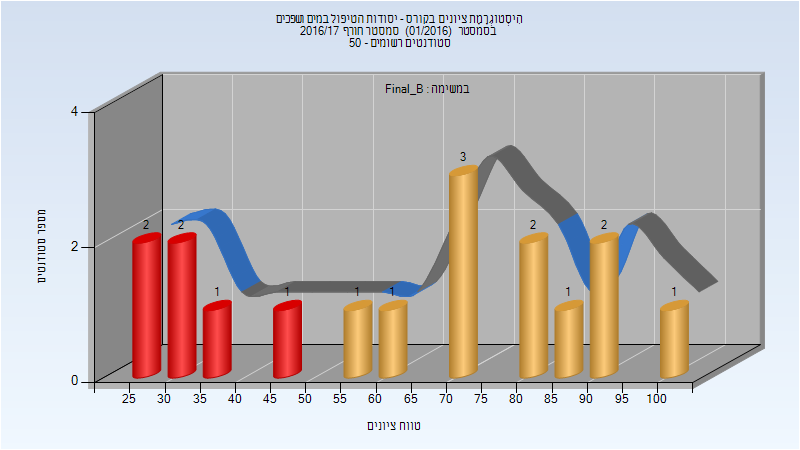 הִיסְטוֹגְרָמַת ציונים בקורס - יסודות הטיפול במים ושפכים
בסמסטר (01/2016) סמסטר חורף 2016/17
סטודנטים רשומים - 50
במשימה : Final_B
מספר סטודנטים
4
2
0
2
2
1
1
1
1
3
2
1
2
1
25 30 35 40 45 50 55 60 65 70 75 80 85 90 95 100
טווח ציונים